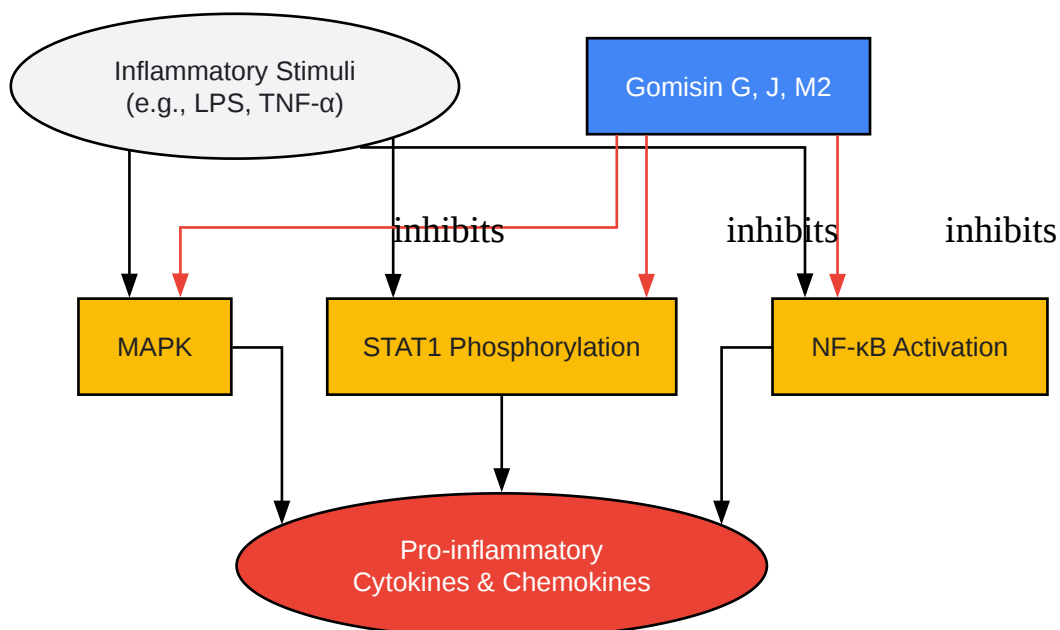 Inflammatory Stimuli
(e.g., LPS, TNF-α)
Gomisin G, J, M2
inhibits
inhibits
inhibits
MAPK
STAT1 Phosphorylation
NF-κB Activation
Pro-inflammatory
Cytokines & Chemokines